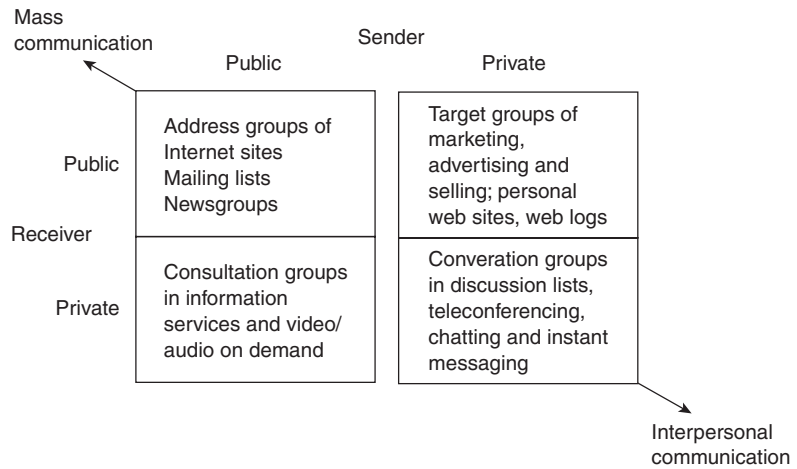 Mass
communication
Sender
Public
Private
Public
Address groups of
Internet sites
Mailing lists
Newsgroups
Target groups of
marketing,
advertising and
selling; personal
web sites, web logs
Receiver
Private
Consultation groups
in information
services and video/
audio on demand
Converation groups
in discussion lists,
teleconferencing,
chatting and instant
messaging
Interpersonal
communication